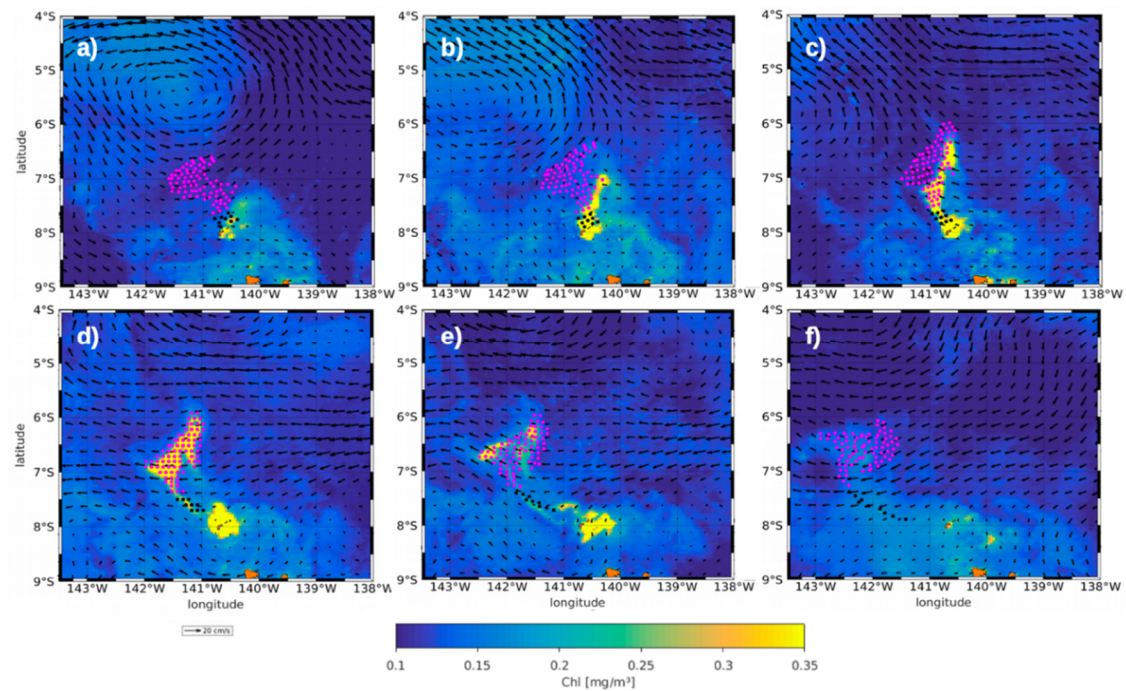 a) b) c)
4°S 4°S 4°S
5°S 5°S 5°S
6°S 6°S 6°S
7°S 7°S 7°S
8°S 8°S 8°S
9°S 9°S 9°S
latitude
143°W 142°W 141°W 140°W 139°W 138°W 143°W 142°W 141°W 140°W 139°W 138°W 143°W 142°W 141°W 140°W 139°W 138°W
d) e) f)
4°S 4°S 4°S
5°S 5°S 5°S
6°S 6°S 6°S
7°S 7°S 7°S
8°S 8°S 8°S
9°S 9°S 9°S
latitude
143°W 142°W 141°W 140°W 139°W 138°W 143°W 142°W 141°W 140°W 139°W 138°W 143°W 142°W 141°W 140°W 139°W 138°W
longitude longitude longitude
20 cm/s
0.1 0.15 0.2 0.25 0.3 0.35
Chl [mg/m³]